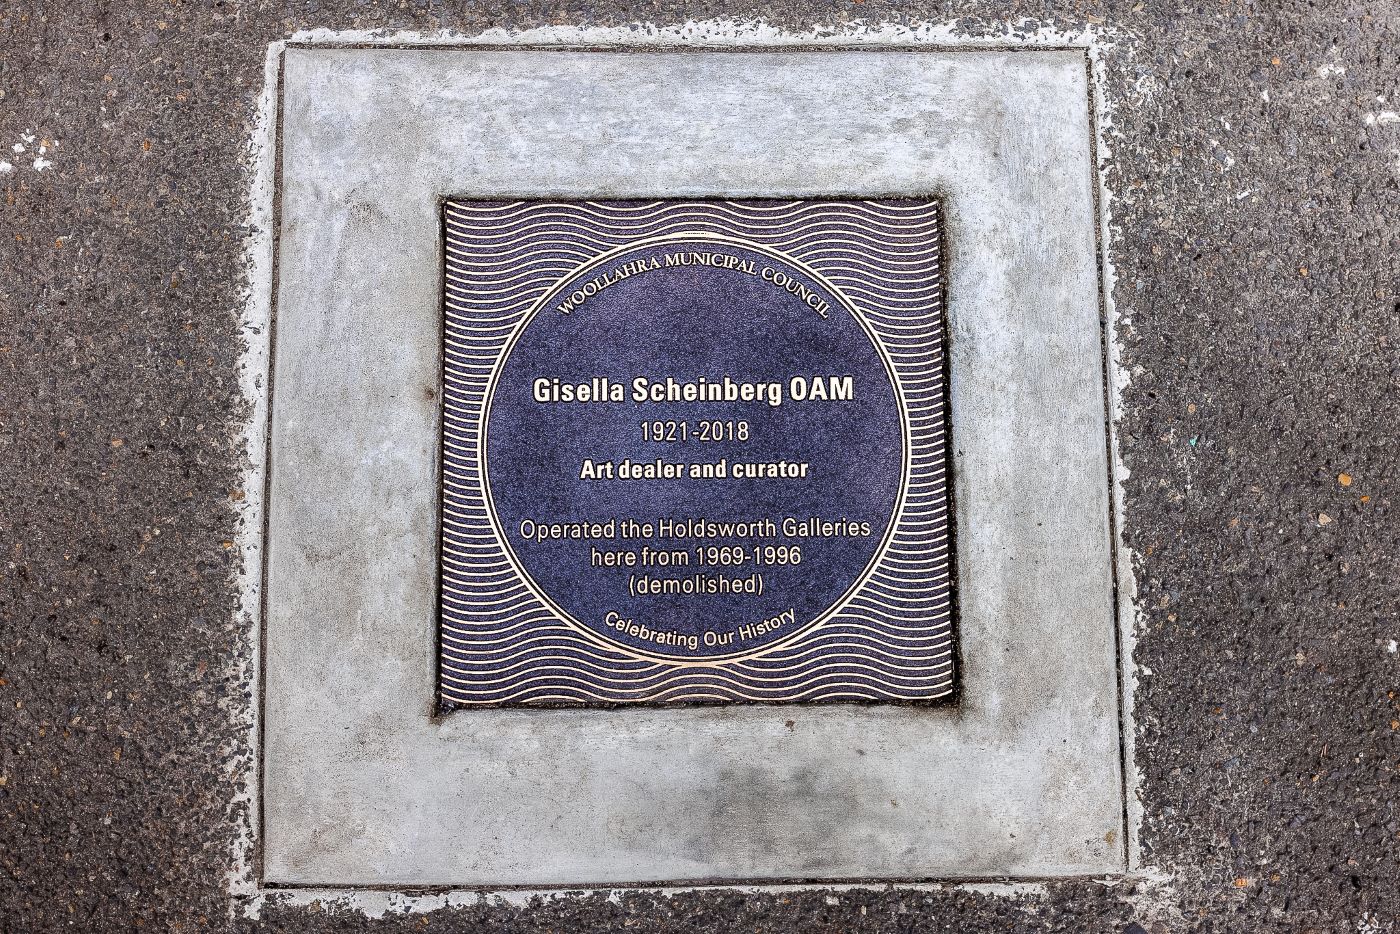 WOOLLAHRA MUNICIPAL COUNCIL
Gisella Scheinberg OAM
1921-2018
Art dealer and curator
Operated the Holdsworth Galleries
here from 1969-1996
(demolished)
Celebrating Our History